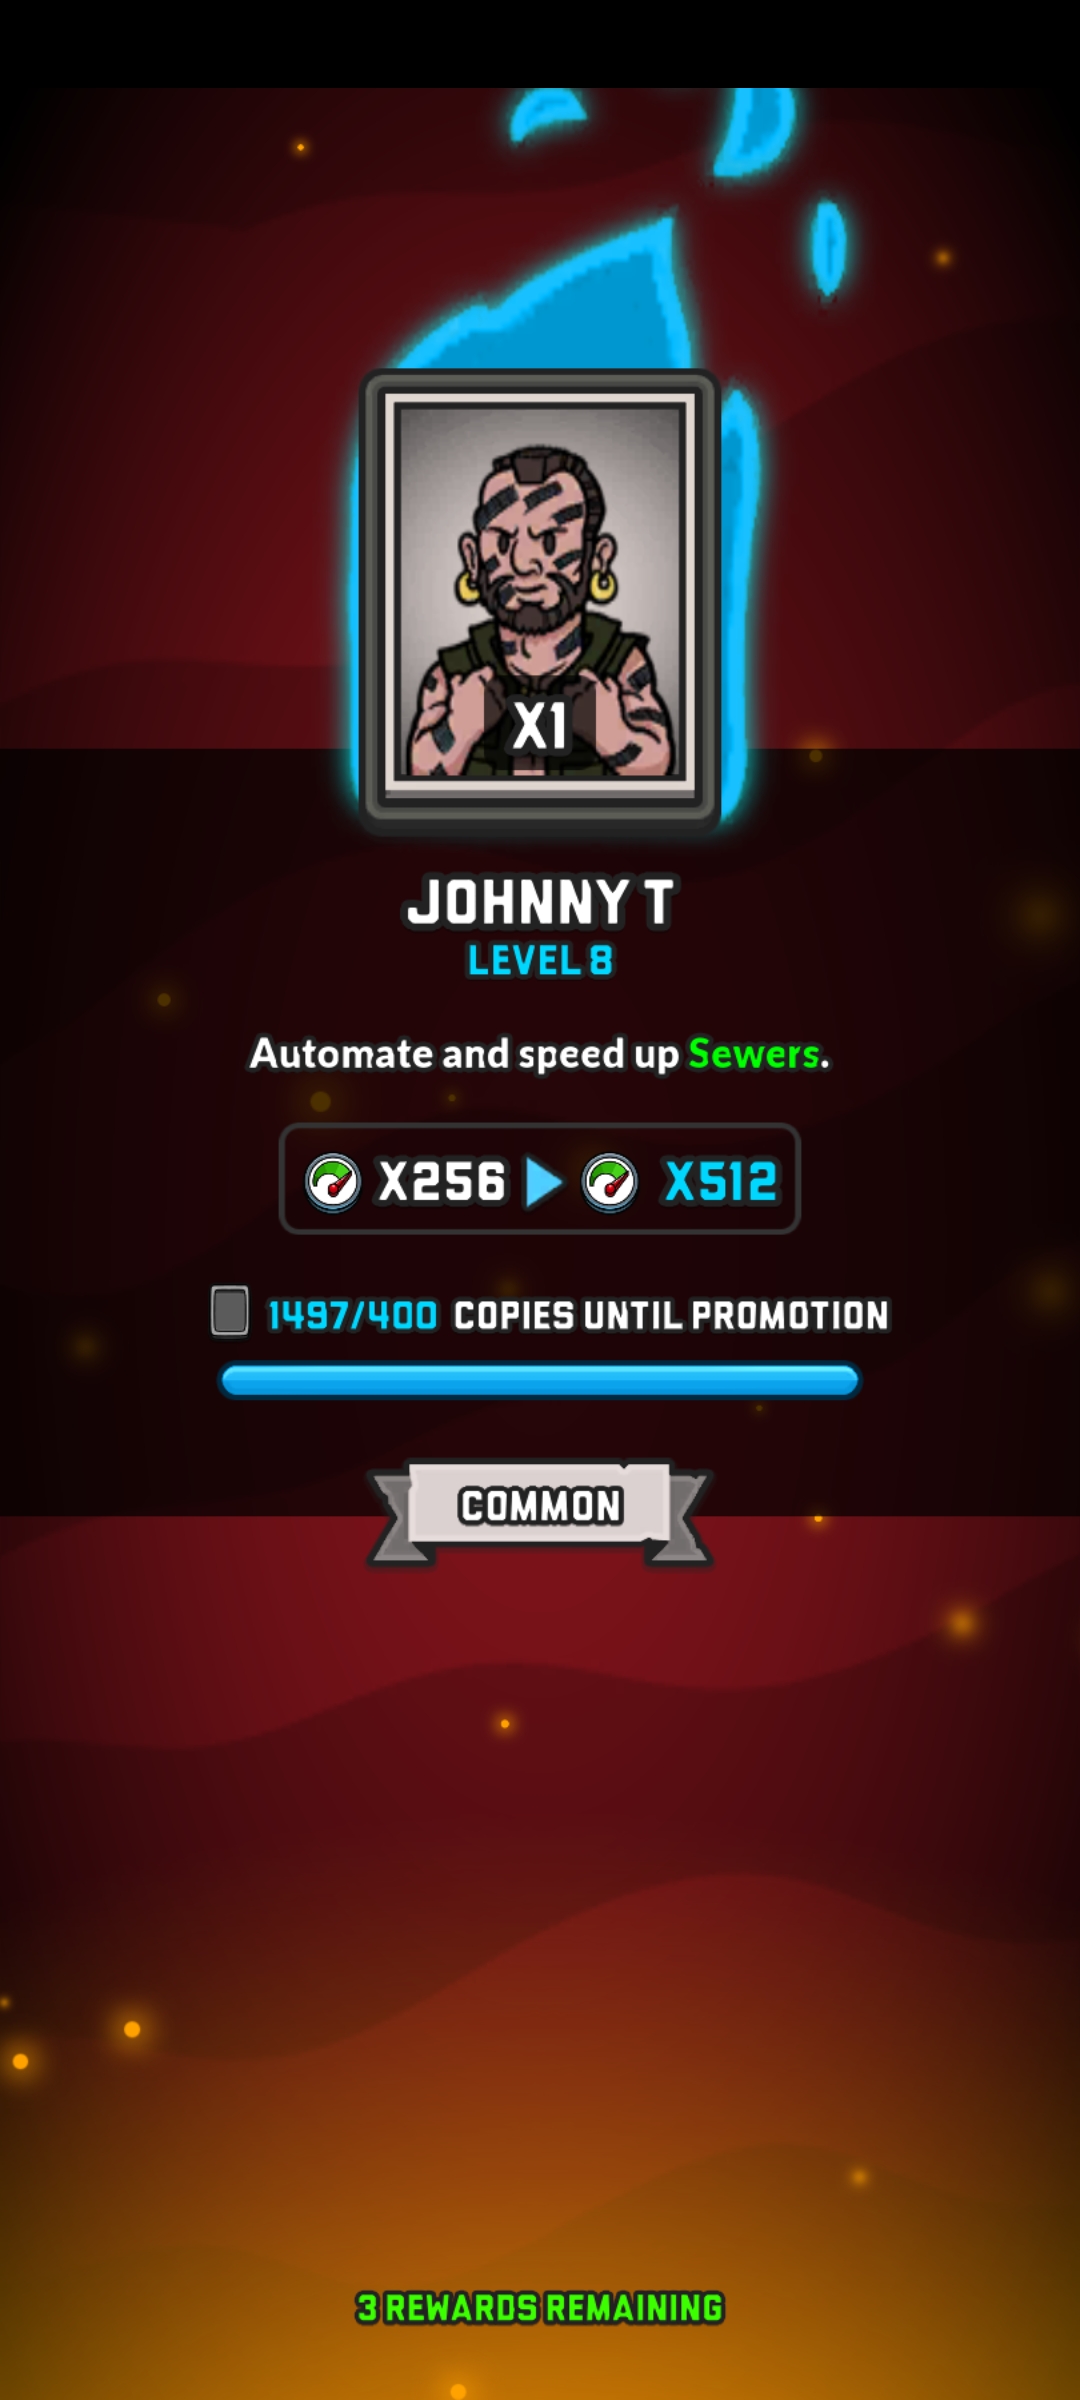 X1
JOHNNY T
LEVEL 8
Automate and speed up Sewers.
X256 X512
1497/400 COPIES UNTIL PROMOTION
COMMON
3 REWARDS REMAINING